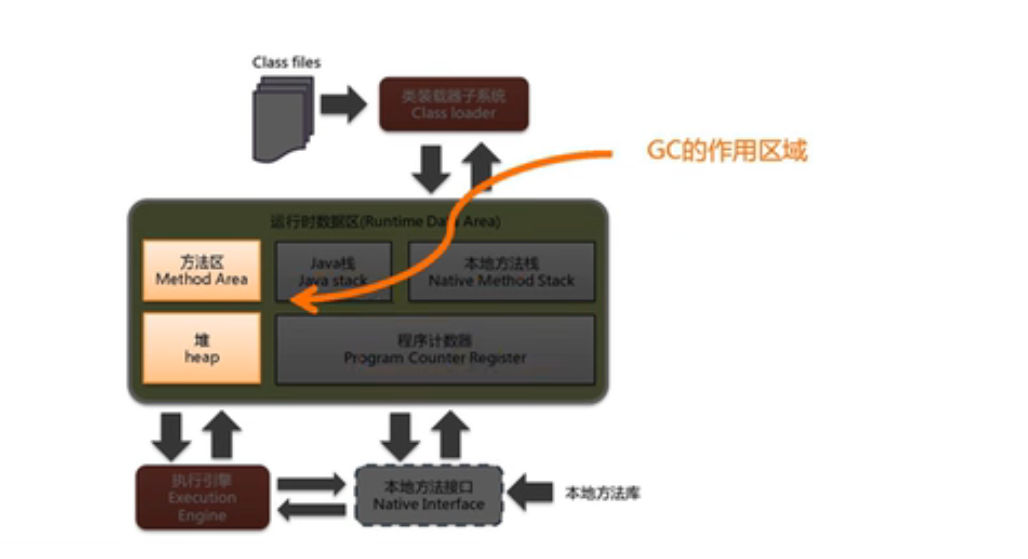 Class files
类装载器子系统
Class loader
GC的作用区域
运行时数据区(Runtime Data Area)
方法区
Method Area
Java栈
Java stack
本地方法栈
Native Method Stack
堆
heap
程序计数器
Program Counter Register
执行引擎
Execution
Engine
本地方法接口
Native Interface
本地方法库